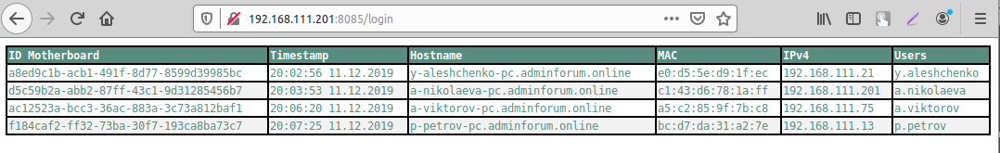 192.168.111.201:8085/login
ID Motherboard Timestamp Hostname MAC IPv4 Users
a8ed9c1b-acb1-491f-8d77-8599d39985bc 20:02:56 11.12.2019 y-aleshchenko-pc.adminforum.online e0:d5:5e:d9:1f:ec 192.168.111.21 y.aleshchenko
d5c59b2a-abb2-87ff-43c1-9d31285456b7 20:03:53 11.12.2019 a-nikolaeva-pc.adminforum.online c1:43:d6:78:1a:ff 192.168.111.201 a.nikolaeva
ac12523a-bcc3-36ac-883a-3c73a812baf1 20:06:20 11.12.2019 a-viktorov-pc.adminforum.online a5:c2:85:9f:7b:c8 192.168.111.75 a.viktorov
f184caf2-ff32-73ba-30f7-193ca8ba73c7 20:07:25 11.12.2019 p-petrov-pc.adminforum.online bc:d7:da:31:a2:7e 192.168.111.13 p.petrov